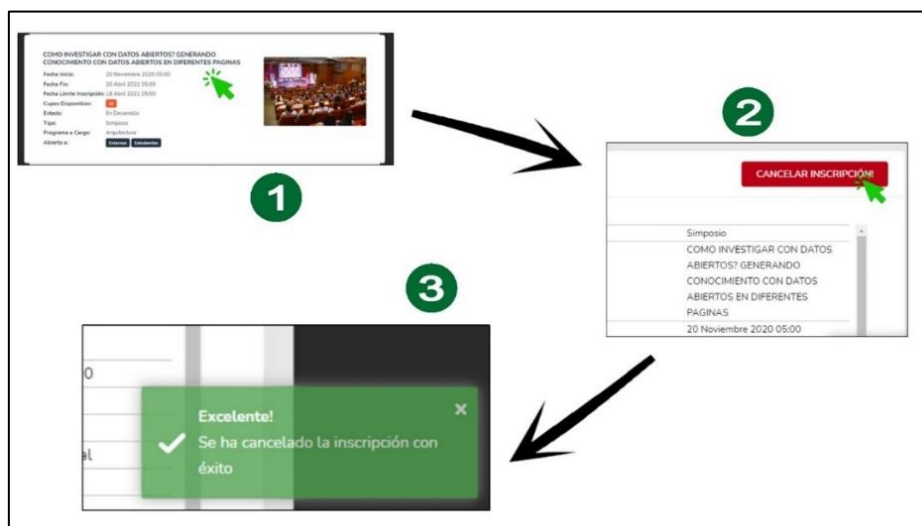 COMO INVESTIGAR CON DATOS ABIERTOS? GENERANDO
CONOCIMIENTO CON DATOS ABIERTOS EN DIFERENTES PAGINAS
Fecha Inicio: 20 Noviembre 2020 05:00
Fecha Fin: 20 Abril 2021 05:00
Fecha Limite Inscripción: 18 Abril 2021 05:00
Cupos Disponibles:
Estado: En Desarrollo
Tipo: Simposio
Programa a Cargo: Arquitectura
Abierto a: Externos Estudiantes
1
2
CANCELAR INSCRIPCIÓN!
Simposio
COMO INVESTIGAR CON DATOS
ABIERTOS? GENERANDO
CONOCIMIENTO CON DATOS
ABIERTOS EN DIFERENTES
PAGINAS
20 Noviembre 2020 05:00
3
0
al
Excelente!
Se ha cancelado la inscripción con
éxito